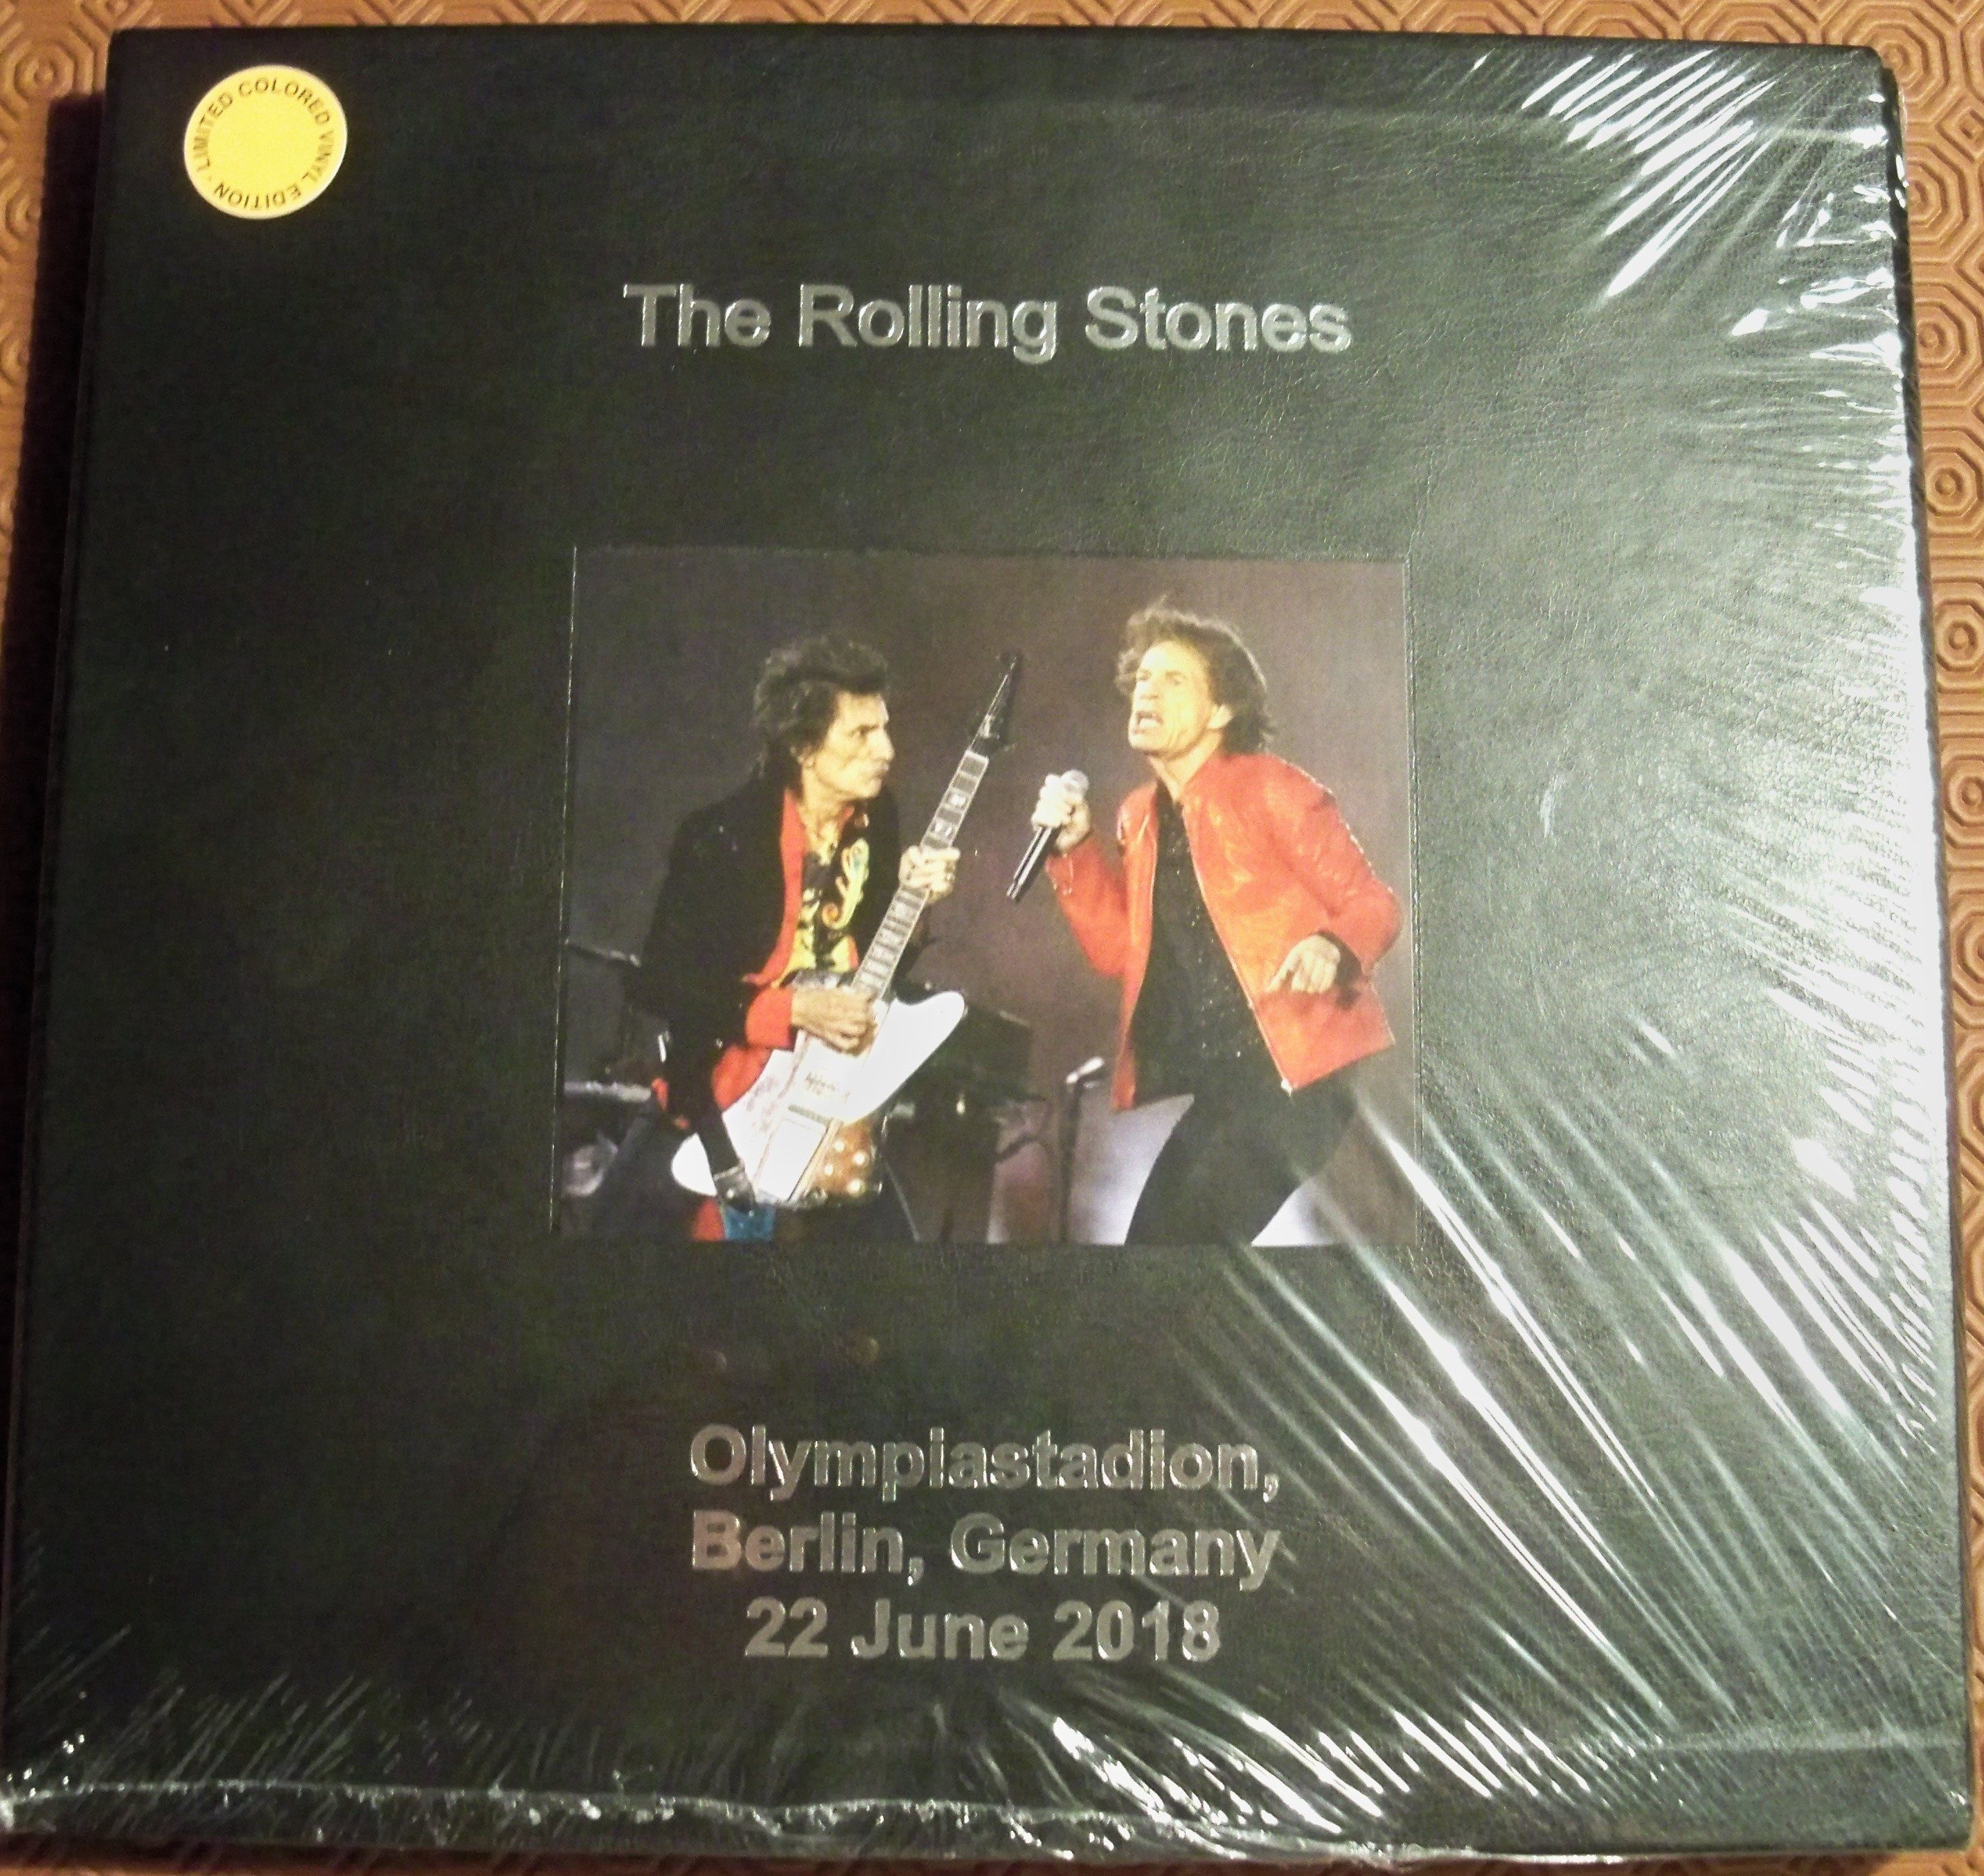 LIMITED COLORED VINYL EDITION ·
The Rolling Stones
Olympiastadion,
Berlin, Germany
22 June 2018